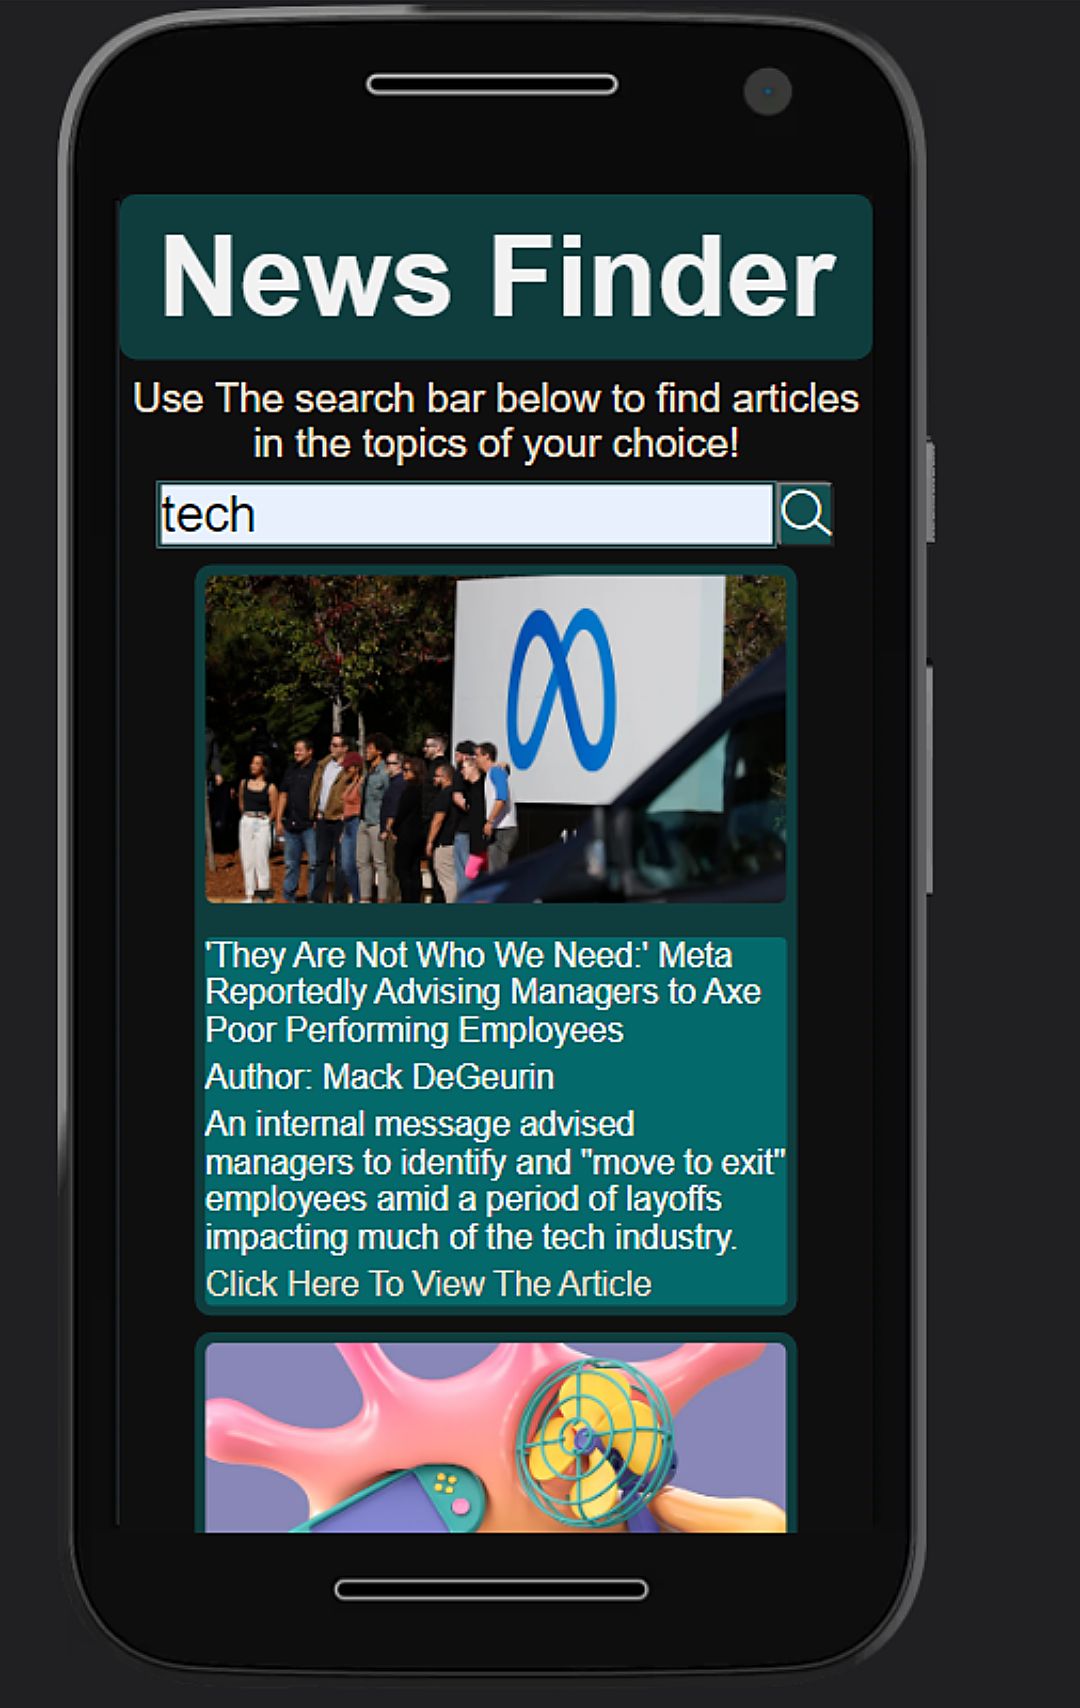 News Finder
Use The search bar below to find articles
in the topics of your choice!
tech
'They Are Not Who We Need:' Meta
Reportedly Advising Managers to Axe
Poor Performing Employees
Author: Mack DeGeurin
An internal message advised
managers to identify and "move to exit"
employees amid a period of layoffs
impacting much of the tech industry.
Click Here To View The Article